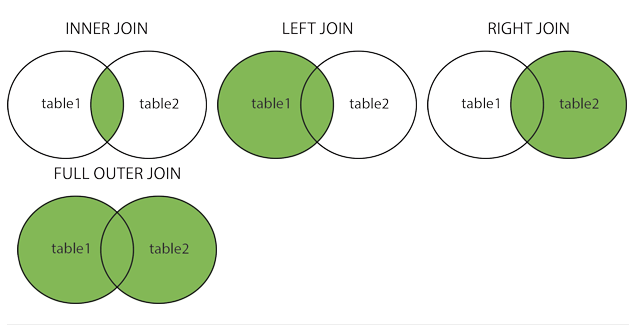 INNER JOIN
LEFT JOIN
RIGHT JOIN
table1
table2
table1
table2
table1
table2
FULL OUTER JOIN
table1
table2